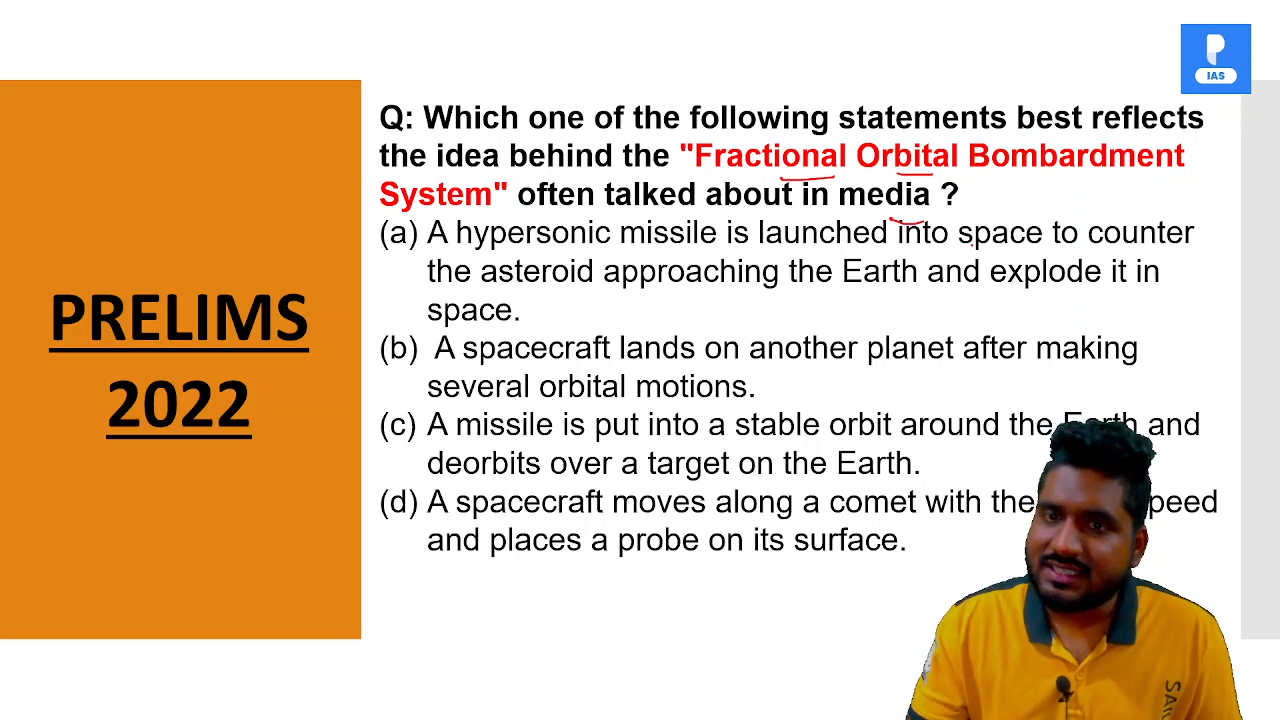 IAS
Q: Which one of the following statements best reflects
the idea behind the "Fractional Orbital Bombardment
System" often talked about in media ?
(a) A hypersonic missile is launched into space to counter
the asteroid approaching the Earth and explode it in
space.
(b) A spacecraft lands on another planet after making
several orbital motions.
(c) A missile is put into a stable orbit around the Earth and
deorbits over a target on the Earth.
(d) A spacecraft moves along a comet with the
and places a probe on its surface.
PRELIMS
2022